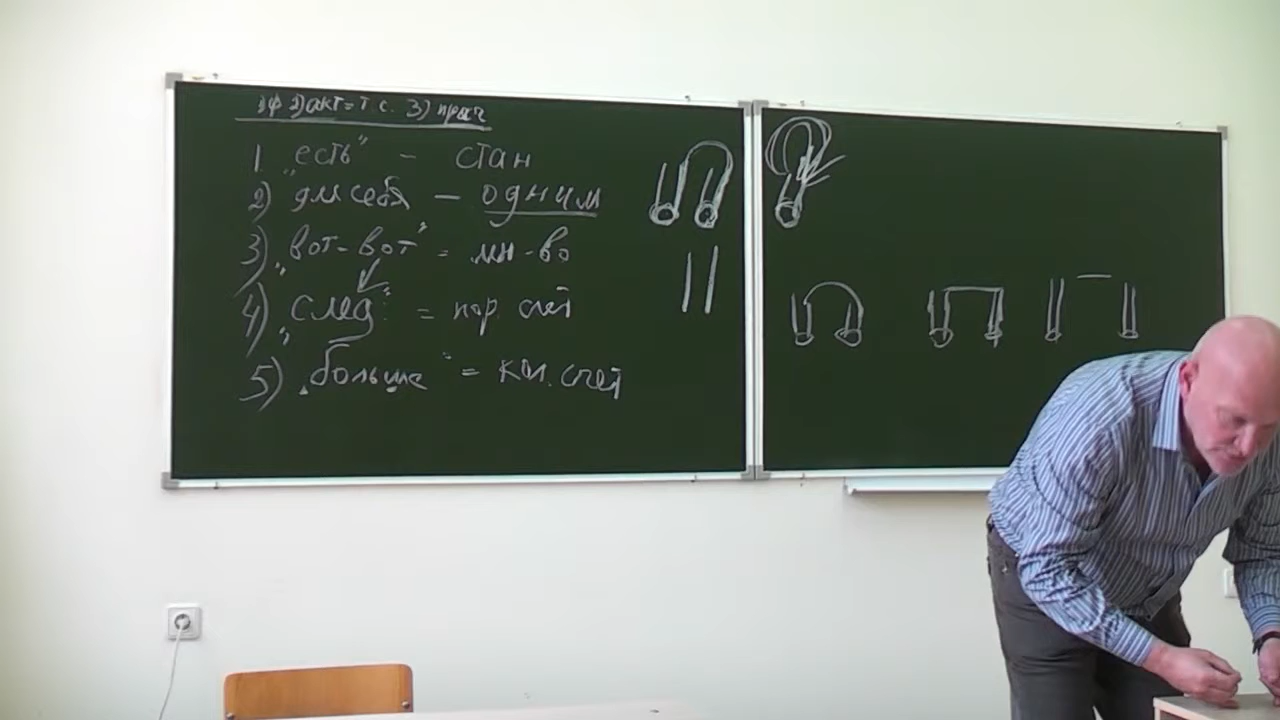 1 „есть“ - стан
2) для себя - одним
3) „вот-вот“ = мн-во
4) „след.“ = пор. счёт
5) „больше“ = кол. счёт